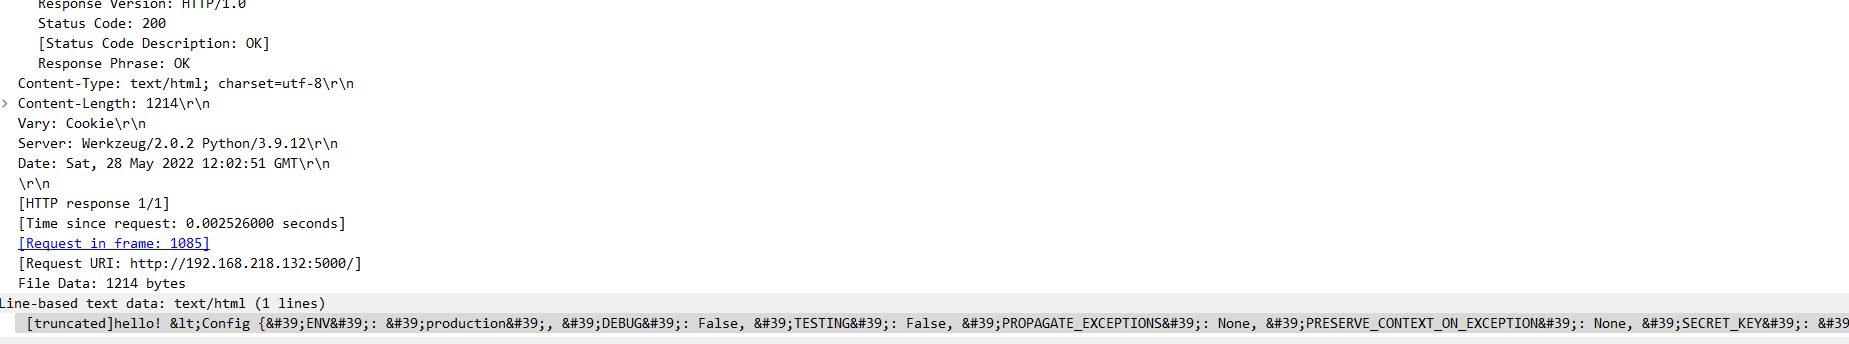 Response Version: HTTP/1.0
Status Code: 200
[Status Code Description: OK]
Response Phrase: OK
Content-Type: text/html; charset=utf-8\r\n
Content-Length: 1214\r\n
Vary: Cookie\r\n
Server: Werkzeug/2.0.2 Python/3.9.12\r\n
Date: Sat, 28 May 2022 12:02:51 GMT\r\n
\r\n
[HTTP response 1/1]
[Time since request: 0.002526000 seconds]
[Request in frame: 1085]
[Request URI: http://192.168.218.132:5000/]
File Data: 1214 bytes
Line-based text data: text/html (1 lines)
[truncated]hello! &lt;Config {&#39;ENV&#39;: &#39;production&#39;, &#39;DEBUG&#39;: False, &#39;TESTING&#39;: False, &#39;PROPAGATE_EXCEPTIONS&#39;: None, &#39;PRESERVE_CONTEXT_ON_EXCEPTION&#39;: None, &#39;SECRET_KEY&#39;: &#39